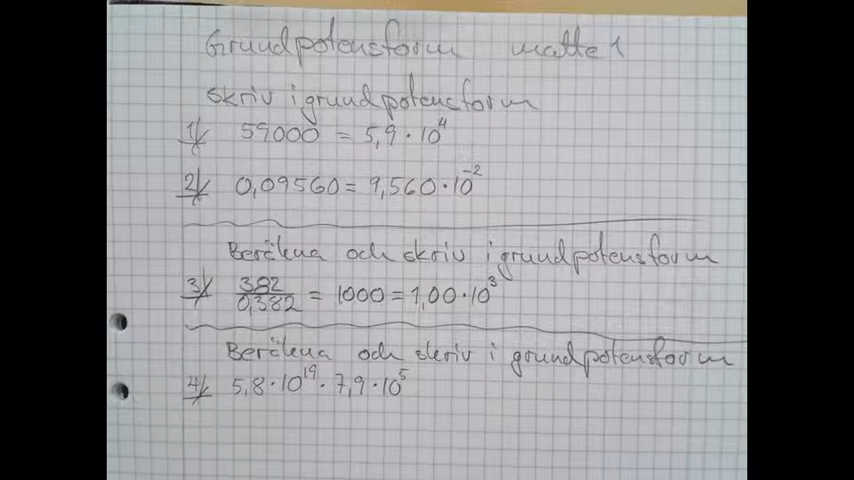 Grundpotensform matte 1
skriv i grundpotensform
1/ 59000 = 5,9 · 10⁴
2/ 0,09560 = 9,560 · 10⁻²
Beräkna och skriv i grundpotensform
3/ 382/0,382 = 1000 = 1,00 · 10³
Beräkna och skriv i grundpotensform
4/ 5,8 · 10¹⁹ · 7,9 · 10⁵